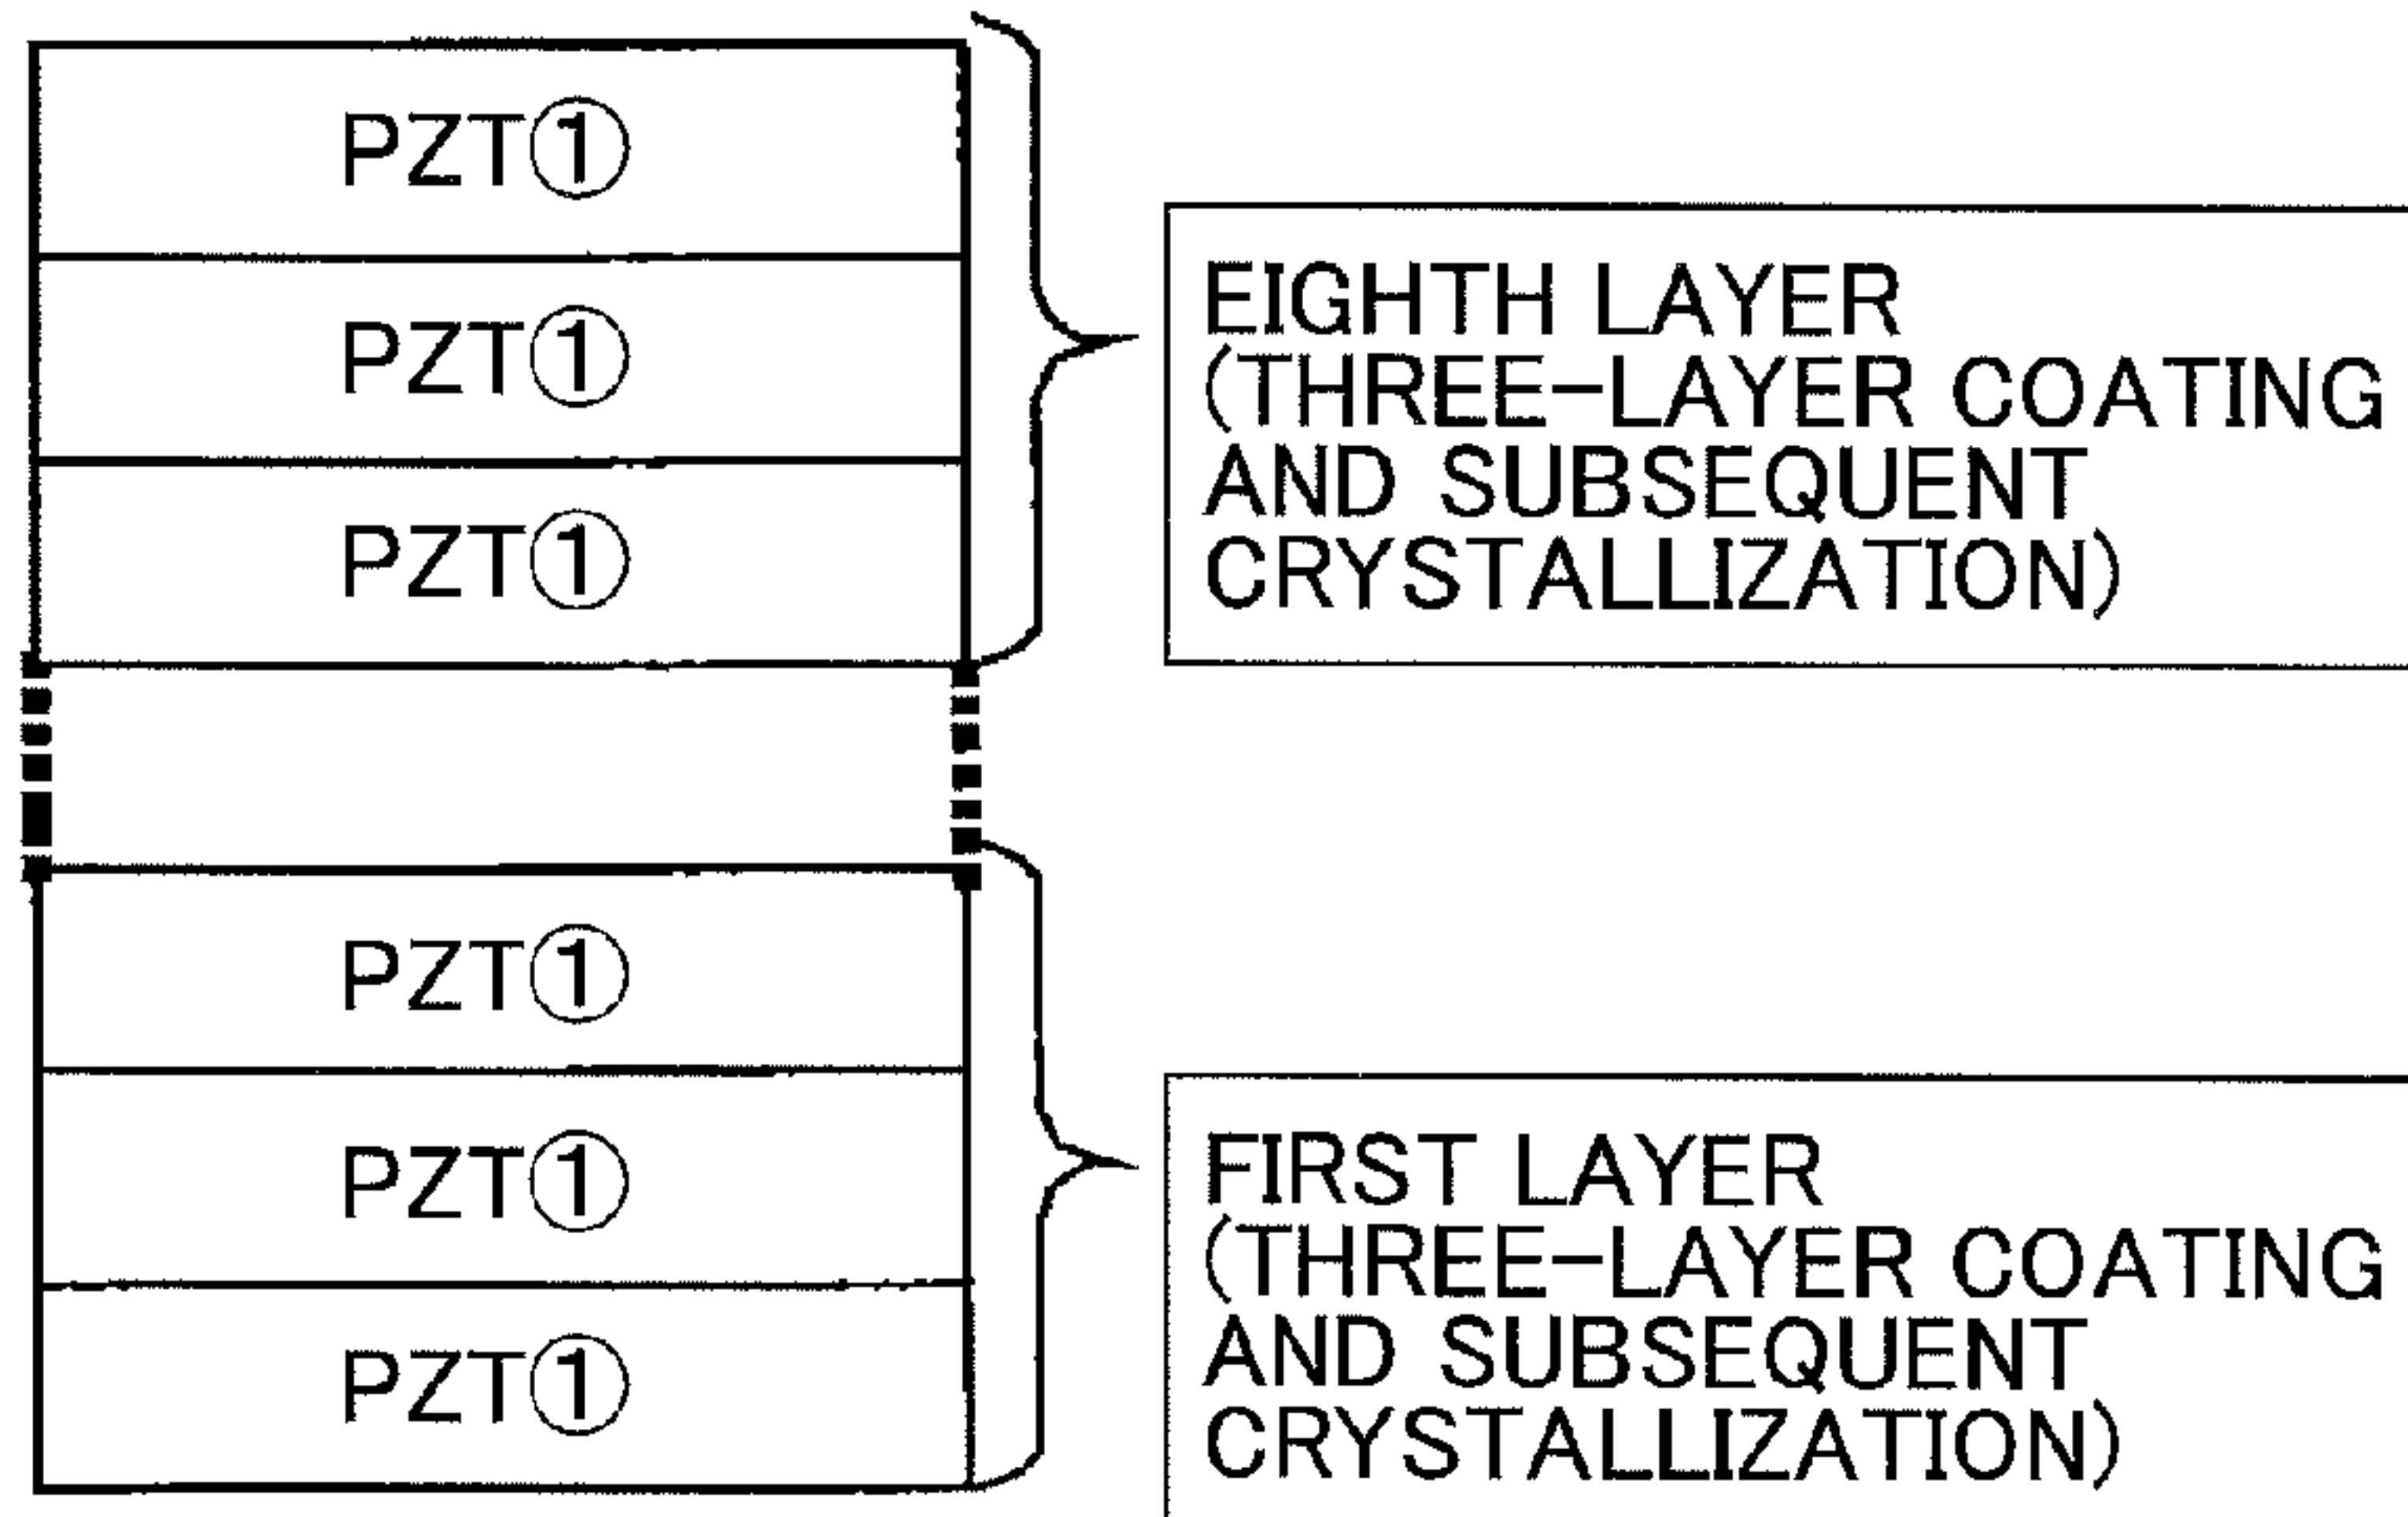 PZT①
PZT①
PZT①
EIGHTH LAYER
(THREE-LAYER COATING
AND SUBSEQUENT
CRYSTALLIZATION)
PZT①
PZT①
PZT①
FIRST LAYER
(THREE-LAYER COATING
AND SUBSEQUENT
CRYSTALLIZATION)